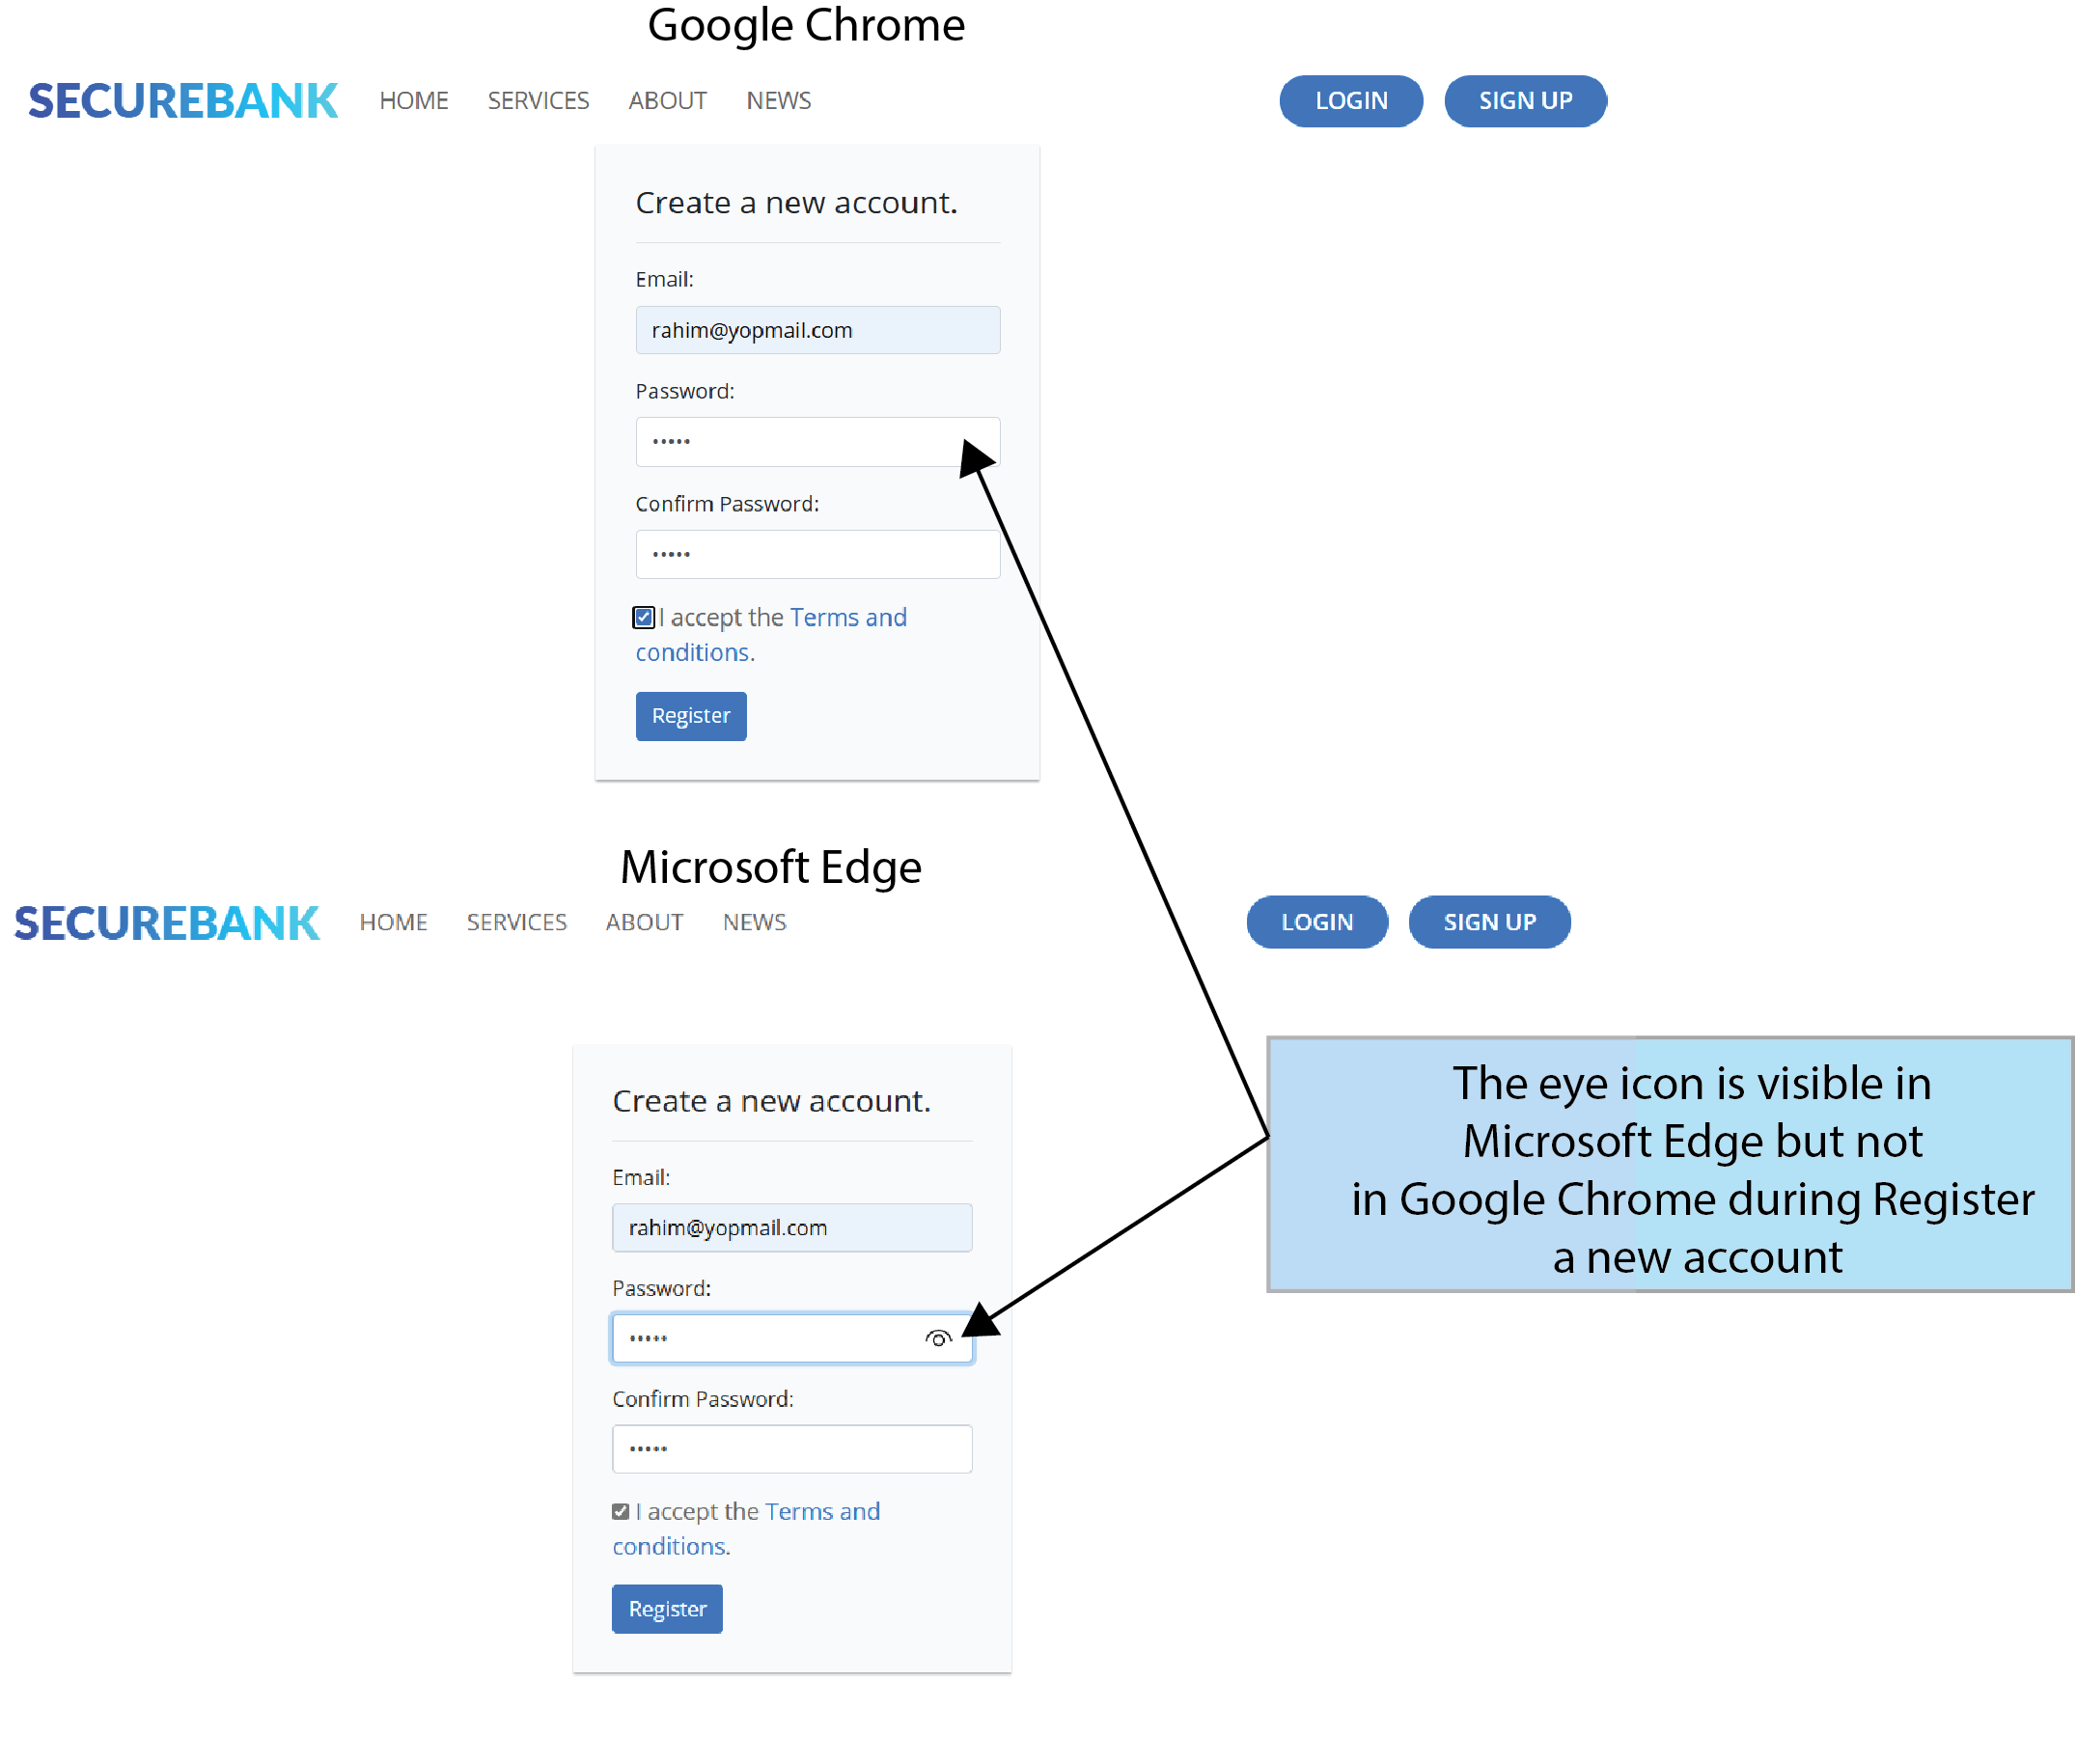 Google Chrome
SECUREBANK HOME SERVICES ABOUT NEWS LOGIN SIGN UP
Create a new account.
Email:
rahim@yopmail.com
Password:
•••••
Confirm Password:
•••••
I accept the Terms and
conditions.
Register
Microsoft Edge
SECUREBANK HOME SERVICES ABOUT NEWS LOGIN SIGN UP
Create a new account.
Email:
rahim@yopmail.com
Password:
•••••
Confirm Password:
•••••
I accept the Terms and
conditions.
Register
The eye icon is visible in
Microsoft Edge but not
in Google Chrome during Register
a new account